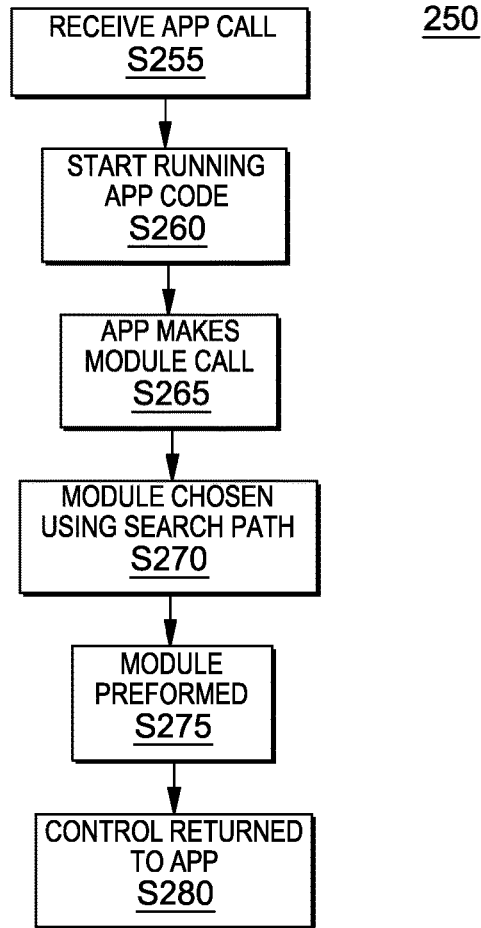 250
RECEIVE APP CALL
S255
START RUNNING
APP CODE
S260
APP MAKES
MODULE CALL
S265
MODULE CHOSEN
USING SEARCH PATH
S270
MODULE
PREFORMED
S275
CONTROL RETURNED
TO APP
S280